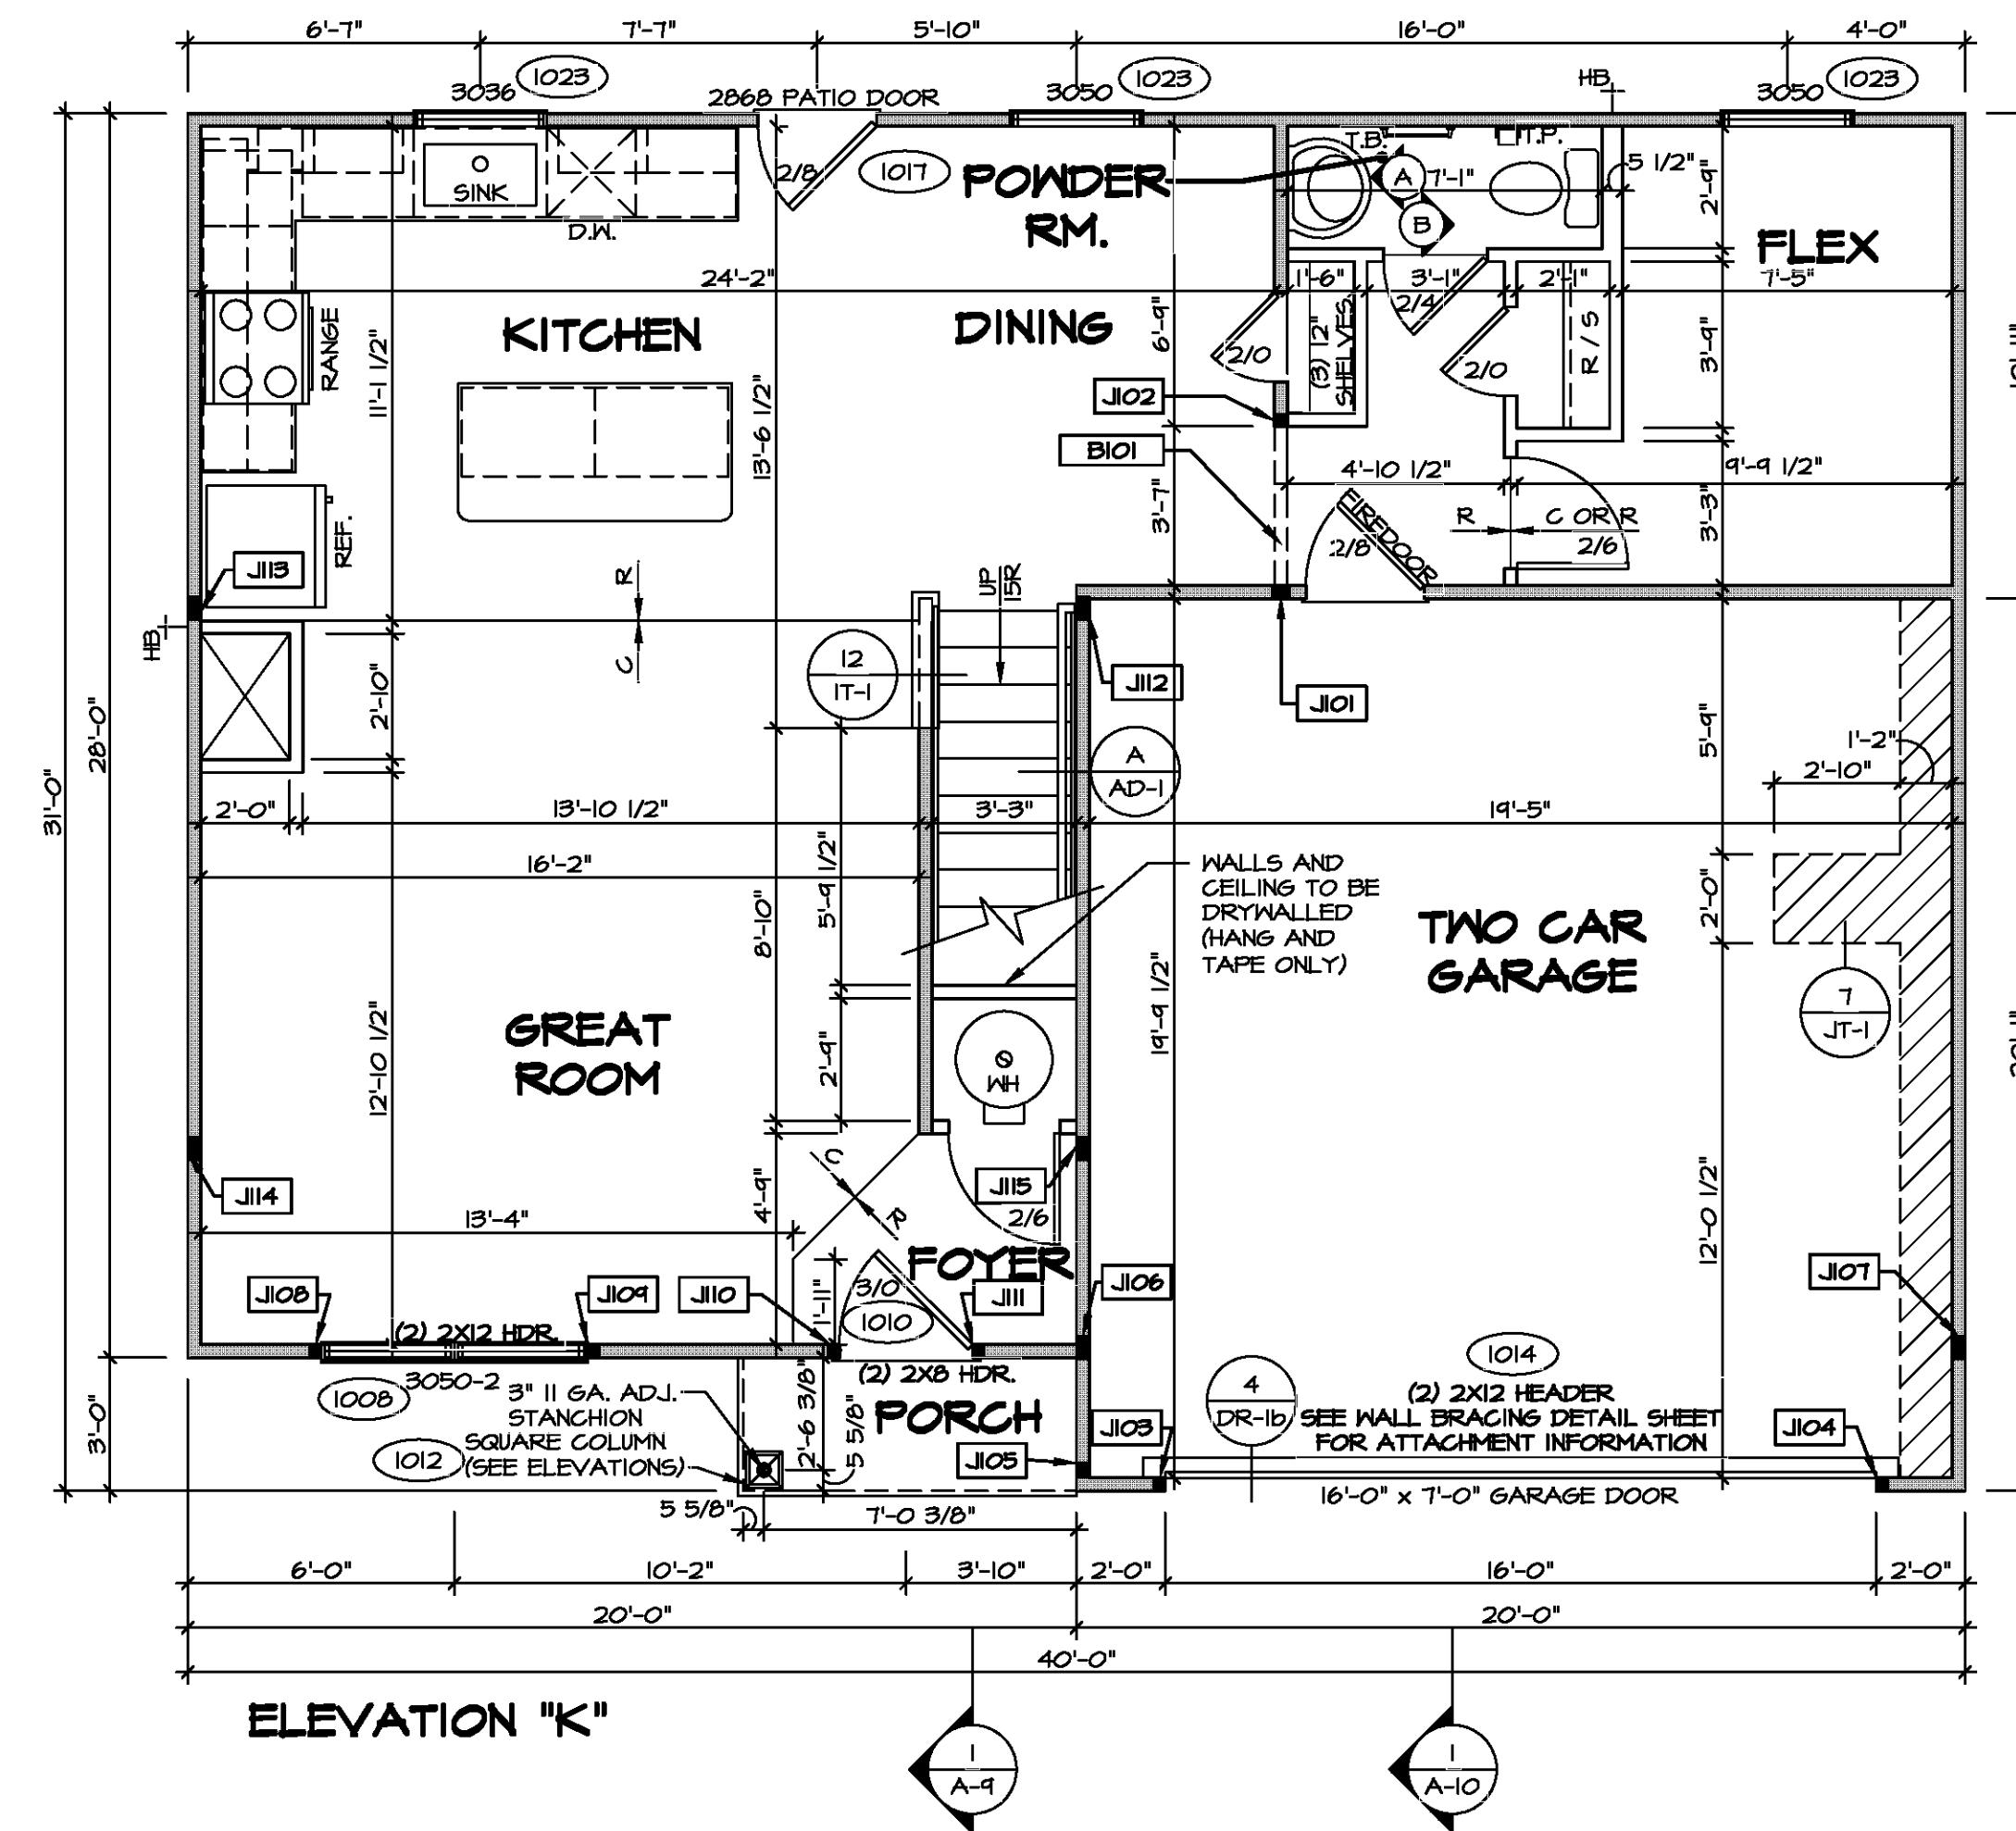 6'-7" 7'-7" 5'-10" 16'-0" 4'-0"
3036 1023 2868 PATIO DOOR 3050 1023 HB 3050 1023
SINK
D.W.
2/8
1017
POWDER
RM.
T.B. T.P.
A 7'-1"
B
5 1/2"
2'-9"
FLEX
24'-2" 1'-6" 3'-1" 2'-1" 7'-5"
RANGE
KITCHEN
DINING
11'-1 1/2"
13'-6 1/2"
6'-9"
2/0
(3) 12"
SHELVES
2/4
2/0
R / S
3'-9"
J102
B101
4'-10 1/2" 9'-9 1/2"
3'-7"
FIREDOOR
2/8
R C OR R
2/6
3'-3"
REF.
J113
HB
R
C
UP
15R
12
1T-1
J112
J101
31'-0"
28'-0"
2'-10"
A
AD-1
5'-9"
1'-2"
2'-10"
2'-0" 13'-10 1/2" 3'-3" 19'-5"
16'-2"
5'-9 1/2"
8'-10"
WALLS AND
CEILING TO BE
DRYWALLED
(HANG AND
TAPE ONLY)
2'-0"
TWO CAR
GARAGE
7
JT-1
19'-9 1/2"
GREAT
ROOM
12'-10 1/2"
2'-9"
WH
J114
C
R
J115
2/6
4'-9"
13'-4"
12'-0 1/2"
FOYER
J108
J109
J110
1'-11"
3/0
1010
J111
J106
J107
(2) 2X12 HDR.
3050-2
1008
(2) 2X8 HDR.
PORCH
3" 11 GA. ADJ.
STANCHION
SQUARE COLUMN
(SEE ELEVATIONS)
1012
2'-6 3/8"
5 5/8"
3'-0"
J105
J103
4
DR-1b
1014
(2) 2X12 HEADER
SEE WALL BRACING DETAIL SHEET
FOR ATTACHMENT INFORMATION
J104
16'-0" x 7'-0" GARAGE DOOR
5 5/8" 7'-0 3/8"
6'-0" 10'-2" 3'-10" 2'-0" 16'-0" 2'-0"
20'-0" 20'-0"
40'-0"
ELEVATION "K"
1
A-9
1
A-10